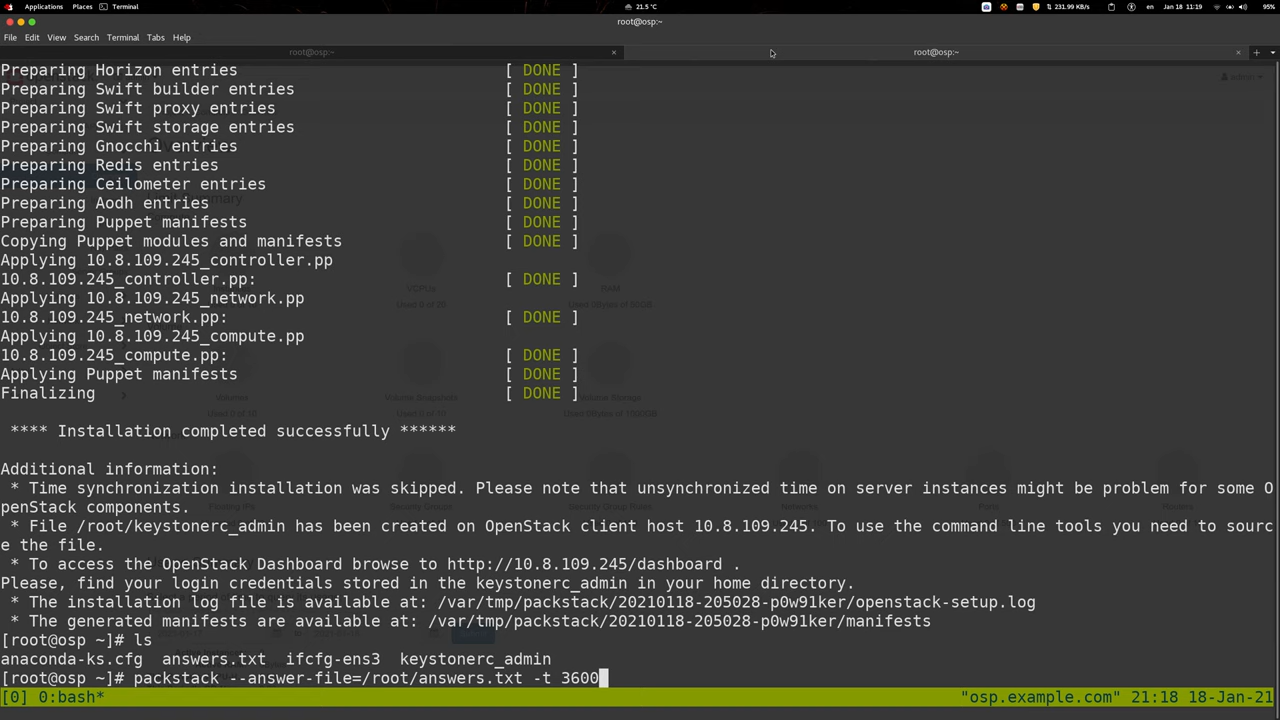 Applications Places Terminal 21.5 °C 231.99 KB/s en Jan 18 11:19 95%
root@osp:~
File Edit View Search Terminal Tabs Help
root@osp:~ × root@osp:~ ×
Preparing Horizon entries [ DONE ]
Preparing Swift builder entries [ DONE ]
Preparing Swift proxy entries [ DONE ]
Preparing Swift storage entries [ DONE ]
Preparing Gnocchi entries [ DONE ]
Preparing Redis entries [ DONE ]
Preparing Ceilometer entries [ DONE ]
Preparing Aodh entries [ DONE ]
Preparing Puppet manifests [ DONE ]
Copying Puppet modules and manifests [ DONE ]
Applying 10.8.109.245_controller.pp
10.8.109.245_controller.pp: [ DONE ]
Applying 10.8.109.245_network.pp
10.8.109.245_network.pp: [ DONE ]
Applying 10.8.109.245_compute.pp
10.8.109.245_compute.pp: [ DONE ]
Applying Puppet manifests [ DONE ]
Finalizing [ DONE ]
**** Installation completed successfully ******
Additional information:
* Time synchronization installation was skipped. Please note that unsynchronized time on server instances might be problem for some O
penStack components.
* File /root/keystonerc_admin has been created on OpenStack client host 10.8.109.245. To use the command line tools you need to sourc
e the file.
* To access the OpenStack Dashboard browse to http://10.8.109.245/dashboard .
Please, find your login credentials stored in the keystonerc_admin in your home directory.
* The installation log file is available at: /var/tmp/packstack/20210118-205028-p0w91ker/openstack-setup.log
* The generated manifests are available at: /var/tmp/packstack/20210118-205028-p0w91ker/manifests
[root@osp ~]# ls
anaconda-ks.cfg answers.txt ifcfg-ens3 keystonerc_admin
[root@osp ~]# packstack --answer-file=/root/answers.txt -t 3600
[0] 0:bash* "osp.example.com" 21:18 18-Jan-21